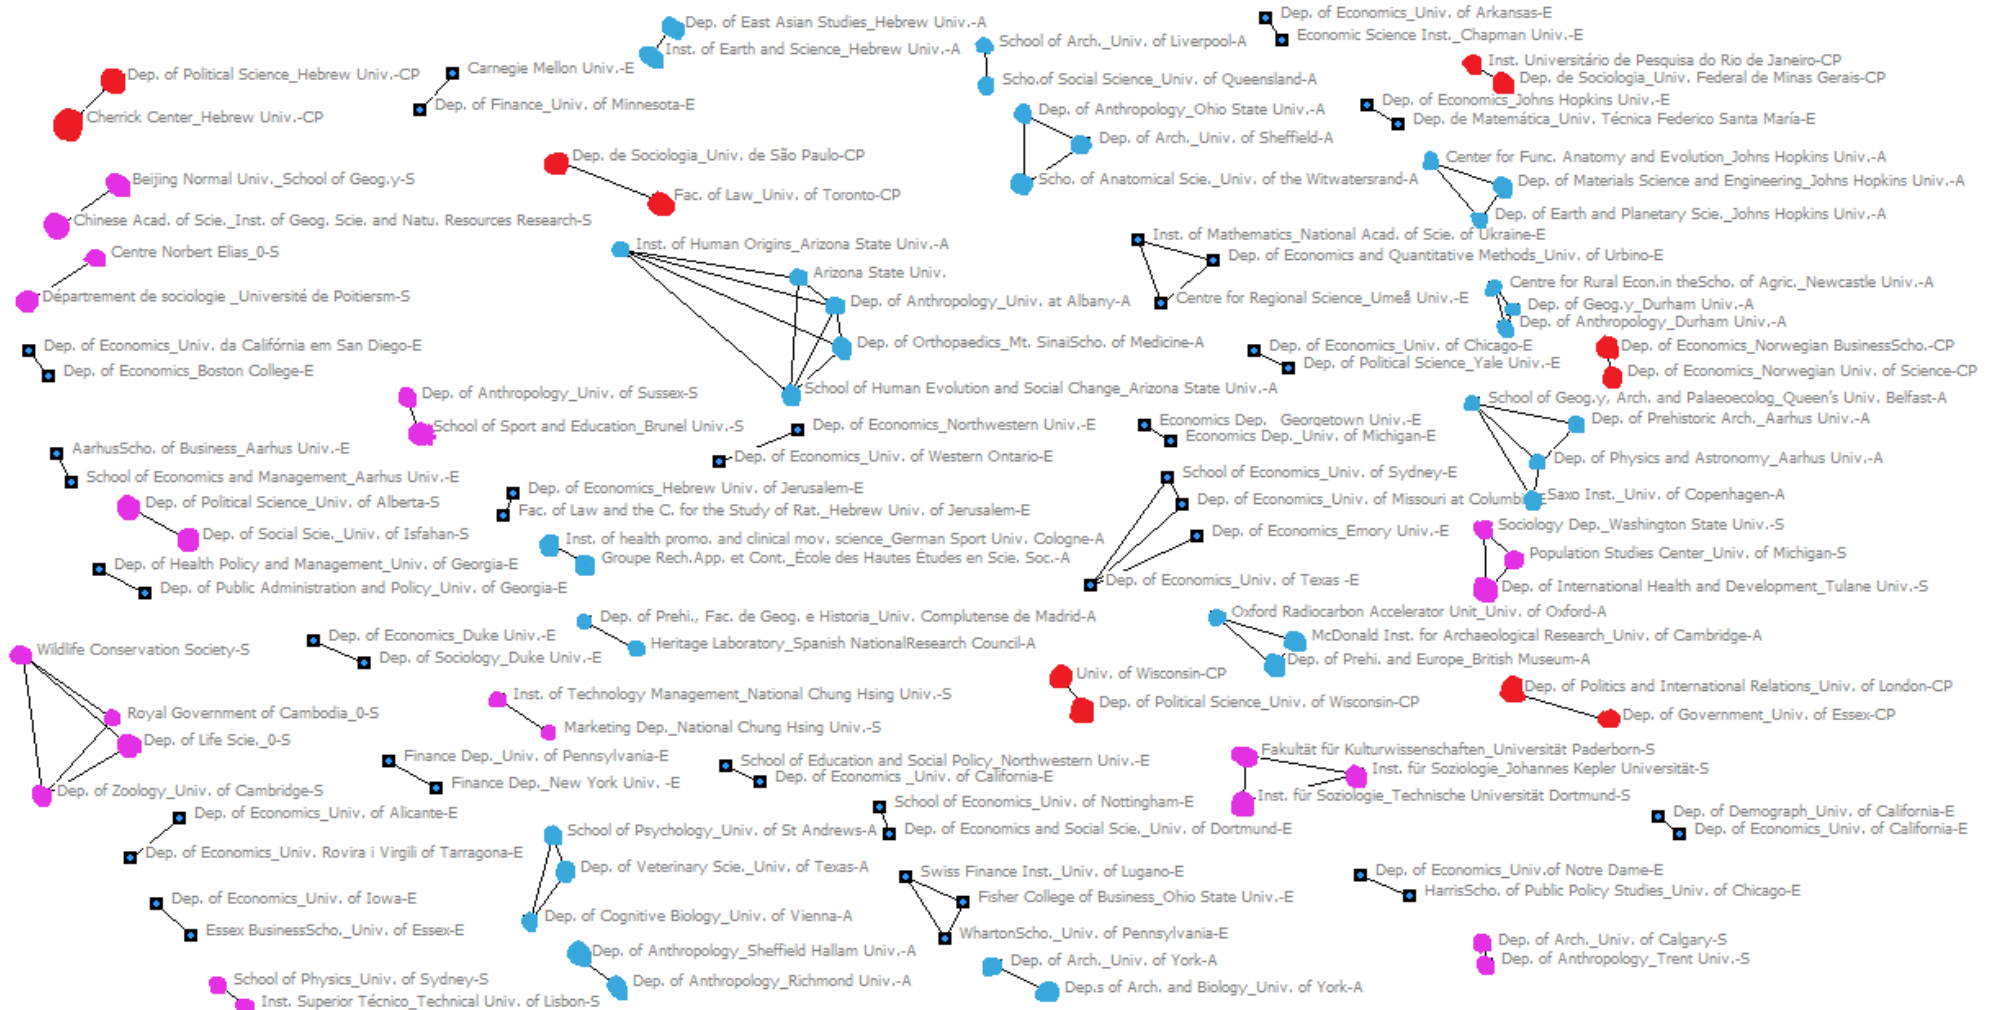 Dep. of Economics_Univ. of Arkansas-E
Dep. of East Asian Studies_Hebrew Univ.-A
Economic Science Inst._Chapman Univ.-E
School of Arch._Univ. of Liverpool-A
Inst. of Earth and Science_Hebrew Univ.-A
Inst. Universitário de Pesquisa do Rio de Janeiro-CP
Carnegie Mellon Univ.-E
Dep. of Political Science_Hebrew Univ.-CP
Scho.of Social Science_Univ. of Queensland-A
Dep. de Sociologia_Univ. Federal de Minas Gerais-CP
Dep. of Economics_Johns Hopkins Univ.-E
Dep. of Finance_Univ. of Minnesota-E
Dep. of Anthropology_Ohio State Univ.-A
Cherrick Center_Hebrew Univ.-CP
Dep. de Matemática_Univ. Técnica Federico Santa María-E
Dep. of Arch._Univ. of Sheffield-A
Dep. de Sociologia_Univ. de São Paulo-CP
Center for Func. Anatomy and Evolution_Johns Hopkins Univ.-A
Beijing Normal Univ._School of Geog.y-S
Scho. of Anatomical Scie._Univ. of the Witwatersrand-A
Dep. of Materials Science and Engineering_Johns Hopkins Univ.-A
Fac. of Law_Univ. of Toronto-CP
Dep. of Earth and Planetary Scie._Johns Hopkins Univ.-A
Chinese Acad. of Scie._Inst. of Geog. Scie. and Natu. Resources Research-S
Inst. of Mathematics_National Acad. of Scie. of Ukraine-E
Inst. of Human Origins_Arizona State Univ.-A
Centre Norbert Elias_0-S
Dep. of Economics and Quantitative Methods_Univ. of Urbino-E
Arizona State Univ.
Centre for Rural Econ.in theScho. of Agric._Newcastle Univ.-A
Département de sociologie _Université de Poitiersm-S
Centre for Regional Science_Umeå Univ.-E
Dep. of Anthropology_Univ. at Albany-A
Dep. of Geog.y_Durham Univ.-A
Dep. of Anthropology_Durham Univ.-A
Dep. of Orthopaedics_Mt. SinaiScho. of Medicine-A
Dep. of Economics_Univ. da Califórnia em San Diego-E
Dep. of Economics_Univ. of Chicago-E
Dep. of Economics_Norwegian BusinessScho.-CP
Dep. of Political Science_Yale Univ.-E
Dep. of Economics_Boston College-E
Dep. of Economics_Norwegian Univ. of Science-CP
School of Human Evolution and Social Change_Arizona State Univ.-A
Dep. of Anthropology_Univ. of Sussex-S
School of Geog.y, Arch. and Palaeoecolog_Queen's Univ. Belfast-A
Dep. of Prehistoric Arch._Aarhus Univ.-A
Economics Dep. Georgetown Univ.-E
School of Sport and Education_Brunel Univ.-S
Dep. of Economics_Northwestern Univ.-E
Economics Dep._Univ. of Michigan-E
AarhusScho. of Business_Aarhus Univ.-E
Dep. of Economics_Univ. of Western Ontario-E
Dep. of Physics and Astronomy_Aarhus Univ.-A
School of Economics and Management_Aarhus Univ.-E
School of Economics_Univ. of Sydney-E
Dep. of Economics_Hebrew Univ. of Jerusalem-E
Dep. of Economics_Univ. of Missouri at Columbi
Saxo Inst._Univ. of Copenhagen-A
Dep. of Political Science_Univ. of Alberta-S
Fac. of Law and the C. for the Study of Rat._Hebrew Univ. of Jerusalem-E
Sociology Dep._Washington State Univ.-S
Dep. of Social Scie._Univ. of Isfahan-S
Dep. of Economics_Emory Univ.-E
Inst. of health promo. and clinical mov. science_German Sport Univ. Cologne-A
Population Studies Center_Univ. of Michigan-S
Groupe Rech.App. et Cont._École des Hautes Études en Scie. Soc.-A
Dep. of Health Policy and Management_Univ. of Georgia-E
Dep. of Economics_Univ. of Texas -E
Dep. of Public Administration and Policy_Univ. of Georgia-E
Dep. of International Health and Development_Tulane Univ.-S
Dep. of Prehi., Fac. de Geog. e Historia_Univ. Complutense de Madrid-A
Oxford Radiocarbon Accelerator Unit_Univ. of Oxford-A
Dep. of Economics_Duke Univ.-E
McDonald Inst. for Archaeological Research_Univ. of Cambridge-A
Wildlife Conservation Society-S
Heritage Laboratory_Spanish NationalResearch Council-A
Dep. of Sociology_Duke Univ.-E
Dep. of Prehi. and Europe_British Museum-A
Univ. of Wisconsin-CP
Dep. of Politics and International Relations_Univ. of London-CP
Inst. of Technology Management_National Chung Hsing Univ.-S
Dep. of Political Science_Univ. of Wisconsin-CP
Royal Government of Cambodia_0-S
Dep. of Government_Univ. of Essex-CP
Marketing Dep._National Chung Hsing Univ.-S
Dep. of Life Scie._0-S
Fakultät für Kulturwissenschaften_Universität Paderborn-S
Finance Dep._Univ. of Pennsylvania-E
School of Education and Social Policy_Northwestern Univ.-E
Inst. für Soziologie_Johannes Kepler Universität-S
Dep. of Economics _Univ. of California-E
Finance Dep._New York Univ. -E
Dep. of Zoology_Univ. of Cambridge-S
Inst. für Soziologie_Technische Universität Dortmund-S
School of Economics_Univ. of Nottingham-E
Dep. of Economics_Univ. of Alicante-E
Dep. of Demograph_Univ. of California-E
School of Psychology_Univ. of St Andrews-A
Dep. of Economics and Social Scie._Univ. of Dortmund-E
Dep. of Economics_Univ. of California-E
Dep. of Economics_Univ. Rovira i Virgili of Tarragona-E
Dep. of Veterinary Scie._Univ. of Texas-A
Swiss Finance Inst._Univ. of Lugano-E
Dep. of Economics_Univ.of Notre Dame-E
HarrisScho. of Public Policy Studies_Univ. of Chicago-E
Dep. of Economics_Univ. of Iowa-E
Fisher College of Business_Ohio State Univ.-E
Dep. of Cognitive Biology_Univ. of Vienna-A
Essex BusinessScho._Univ. of Essex-E
WhartonScho._Univ. of Pennsylvania-E
Dep. of Arch._Univ. of Calgary-S
Dep. of Anthropology_Sheffield Hallam Univ.-A
Dep. of Arch._Univ. of York-A
Dep. of Anthropology_Trent Univ.-S
School of Physics_Univ. of Sydney-S
Dep. of Anthropology_Richmond Univ.-A
Dep.s of Arch. and Biology_Univ. of York-A
Inst. Superior Técnico_Technical Univ. of Lisbon-S